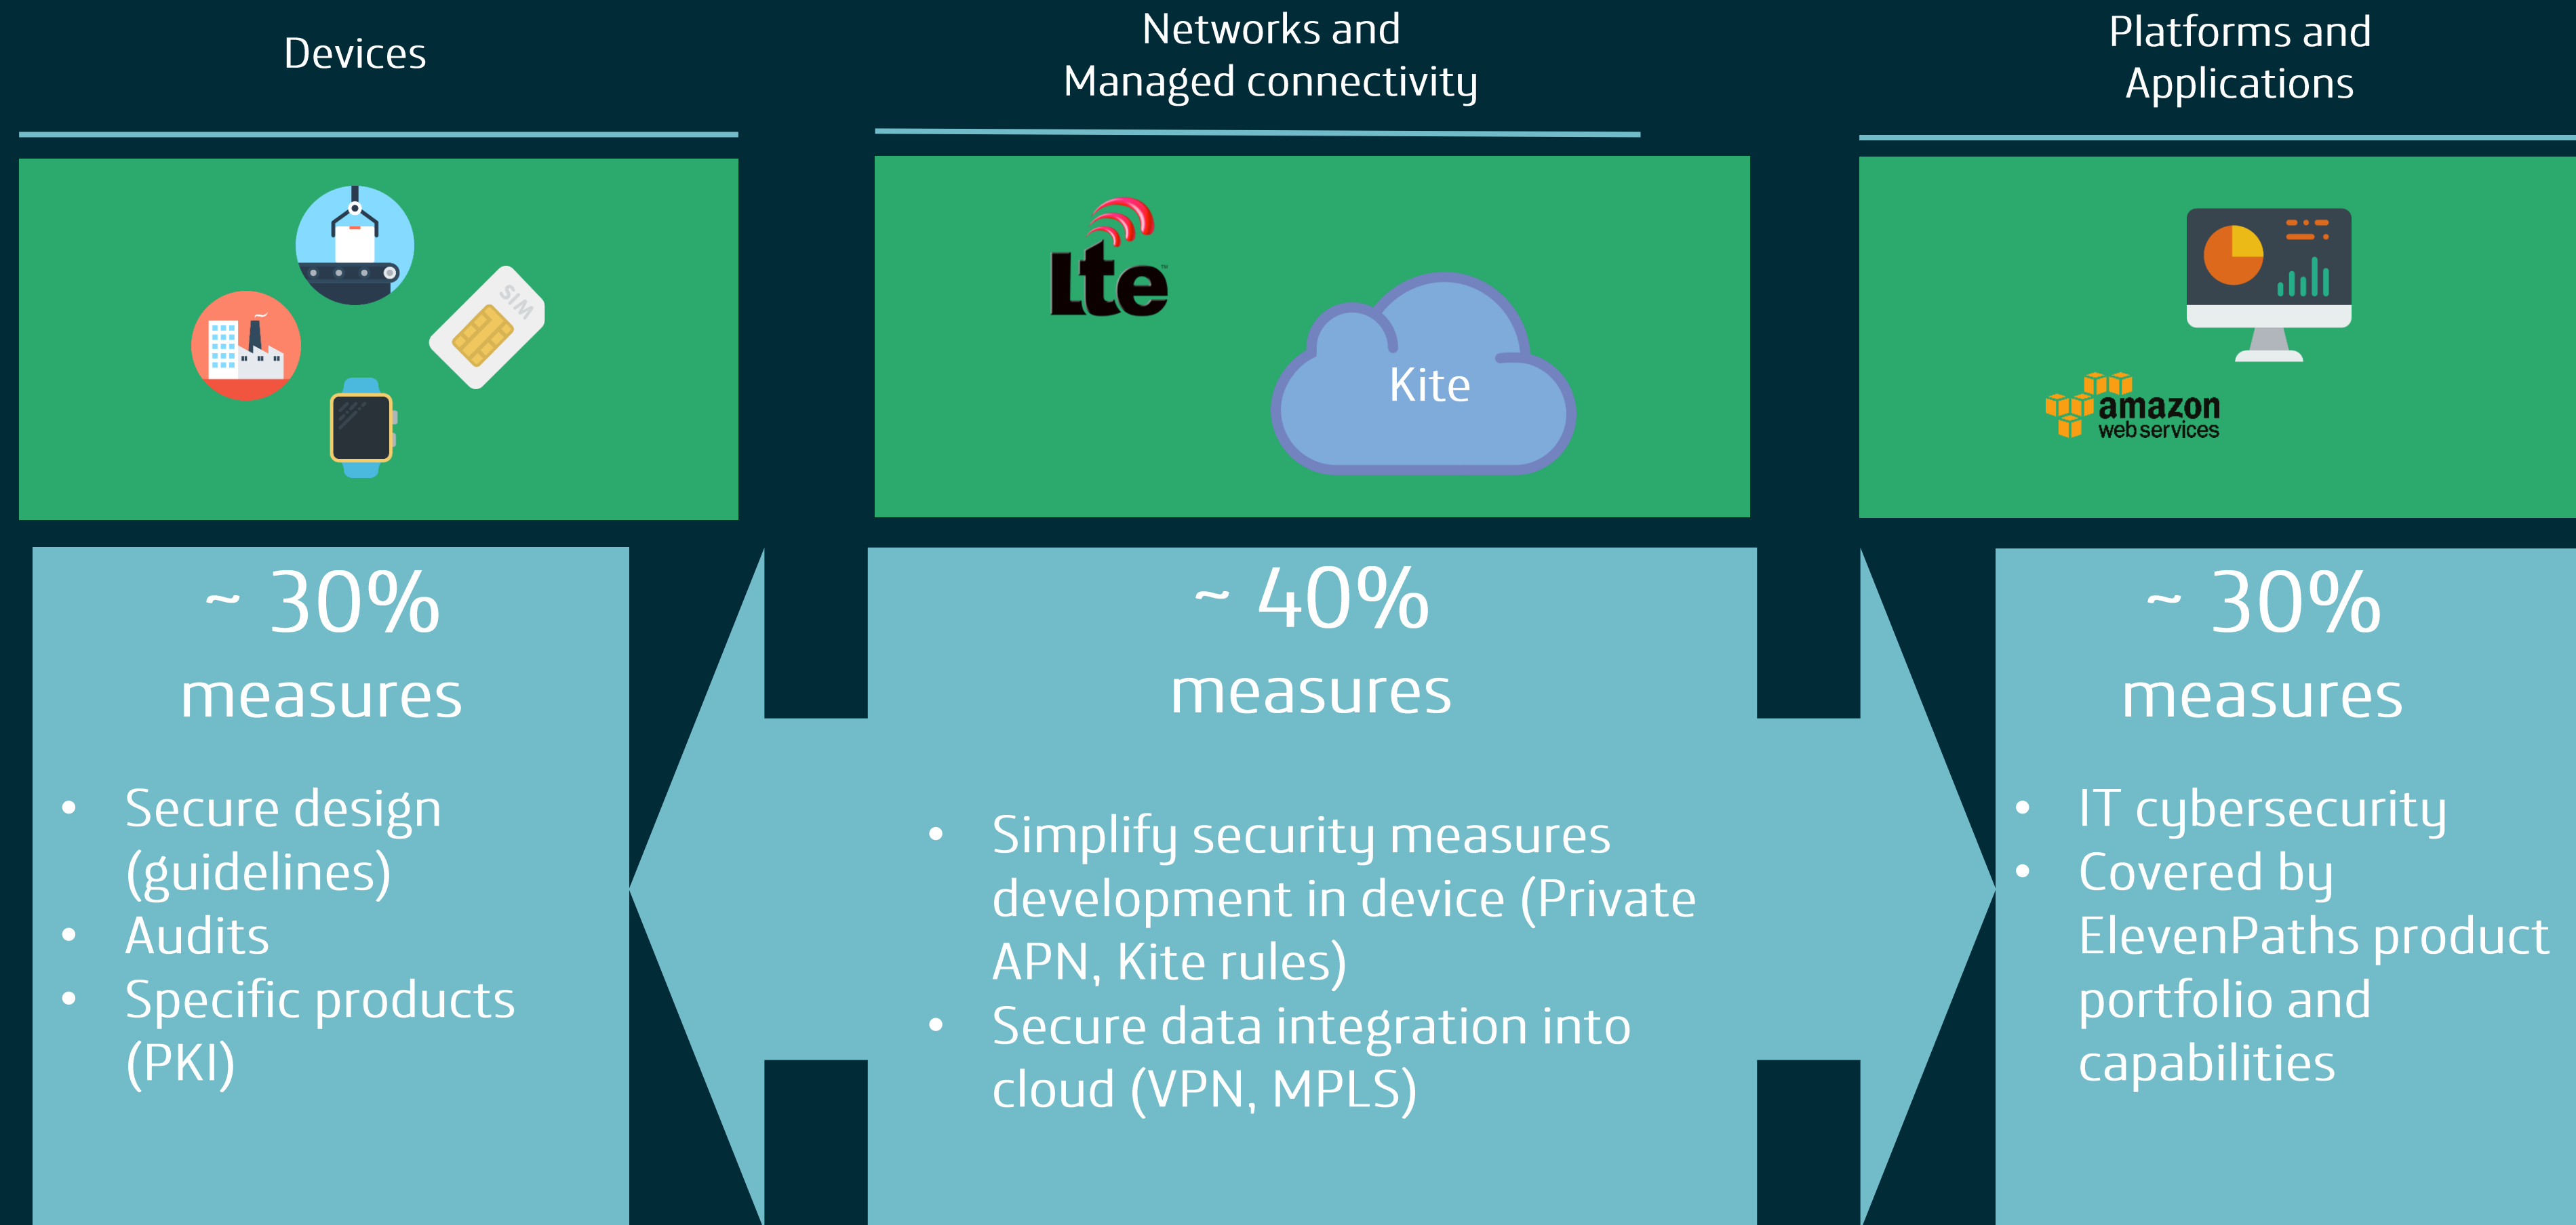 Devices
Networks and
Managed connectivity
Platforms and
Applications
SIM
Lte
™
Kite
amazon
web services
~ 30%
measures
• Secure design
(guidelines)
• Audits
• Specific products
(PKI)
~ 40%
measures
• Simplify security measures
development in device (Private
APN, Kite rules)
• Secure data integration into
cloud (VPN, MPLS)
~ 30%
measures
• IT cybersecurity
• Covered by
ElevenPaths product
portfolio and
capabilities